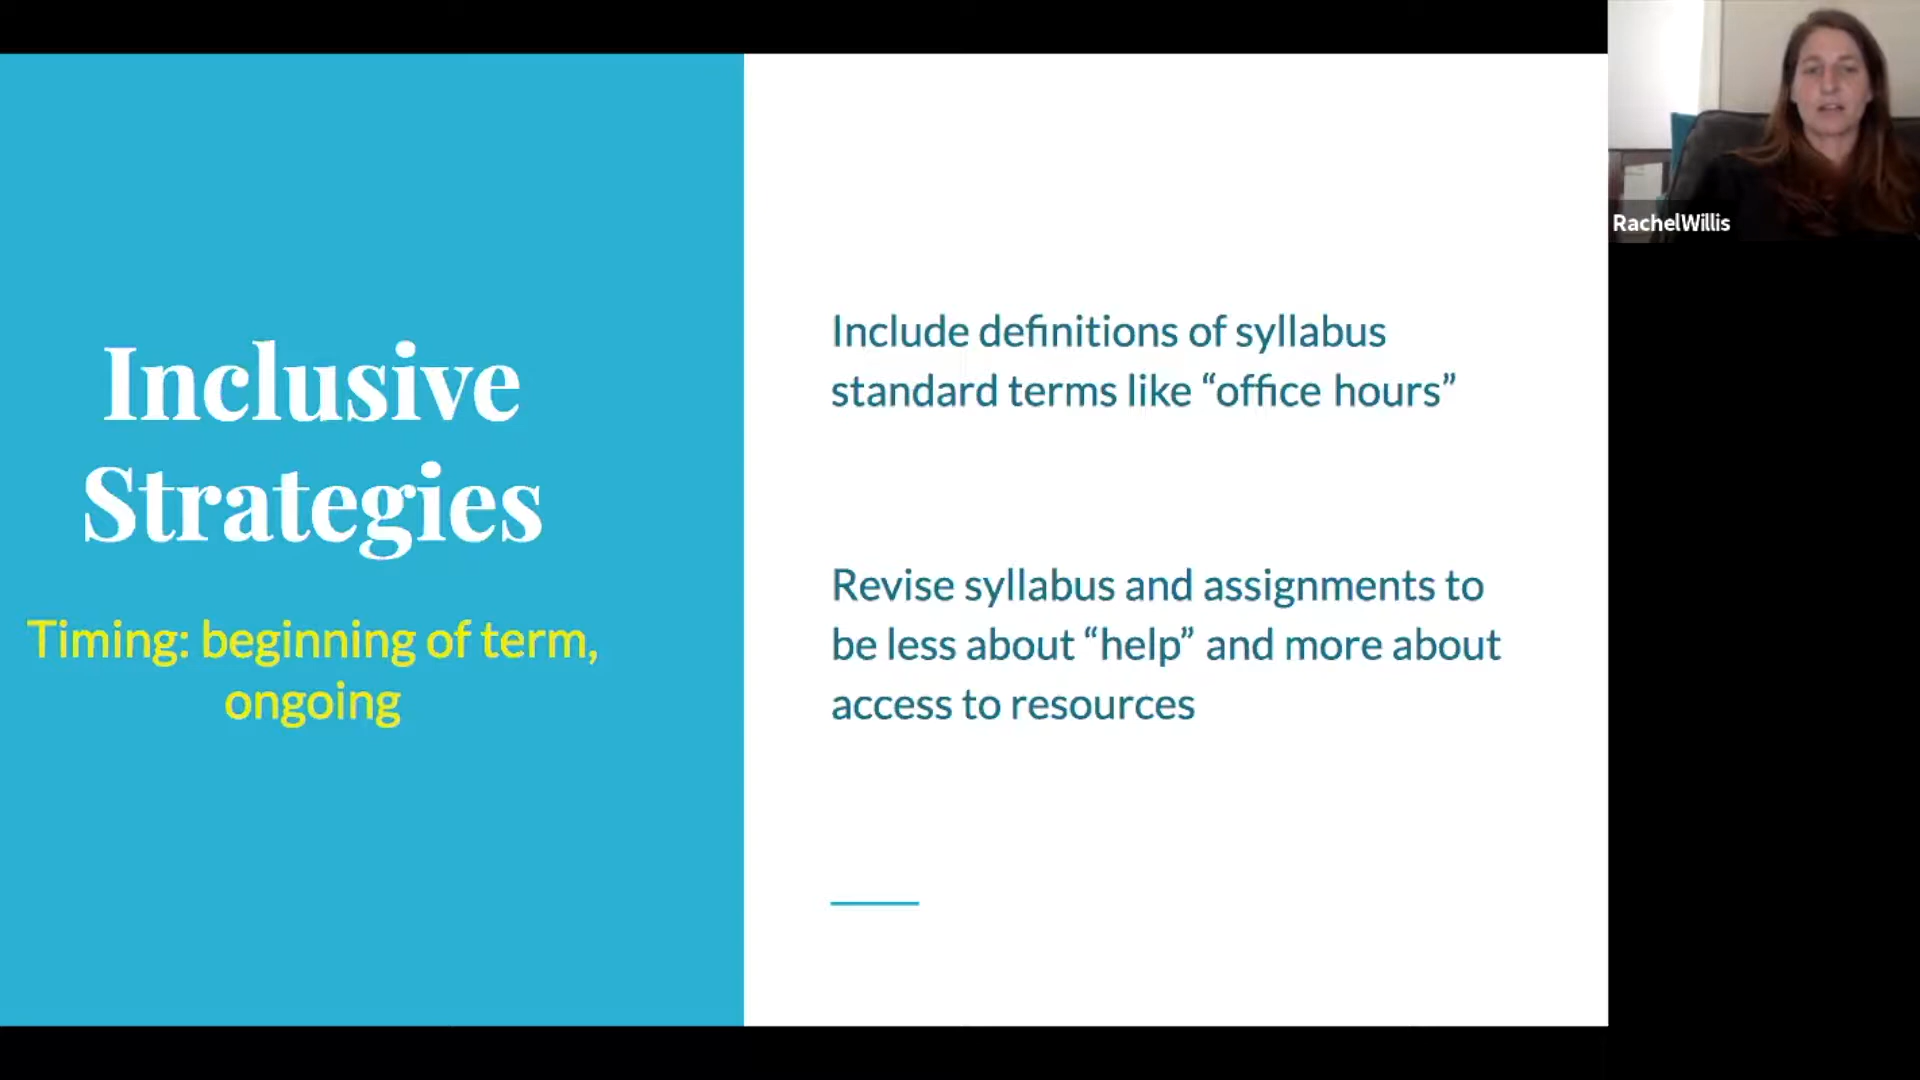 Inclusive
Strategies
Timing: beginning of term,
ongoing
Include definitions of syllabus
standard terms like “office hours”
Revise syllabus and assignments to
be less about “help” and more about
access to resources
RachelWillis